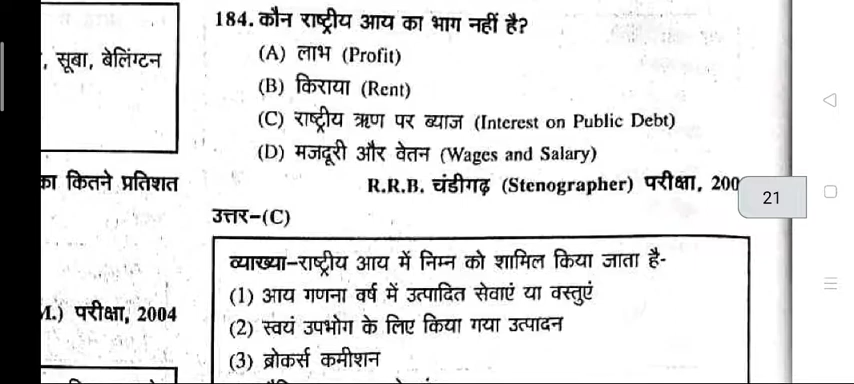 , सूबा, बेलिंग्टन
का कितने प्रतिशत
M.) परीक्षा, 2004
184. कौन राष्ट्रीय आय का भाग नहीं है?
(A) लाभ (Profit)
(B) किराया (Rent)
(C) राष्ट्रीय ऋण पर ब्याज (Interest on Public Debt)
(D) मजदूरी और वेतन (Wages and Salary)
R.R.B. चंडीगढ़ (Stenographer) परीक्षा, 200
21
उत्तर–(C)
व्याख्या–राष्ट्रीय आय में निम्न को शामिल किया जाता है-
(1) आय गणना वर्ष में उत्पादित सेवाएं या वस्तुएं
(2) स्वयं उपभोग के लिए किया गया उत्पादन
(3) ब्रोकर्स कमीशन